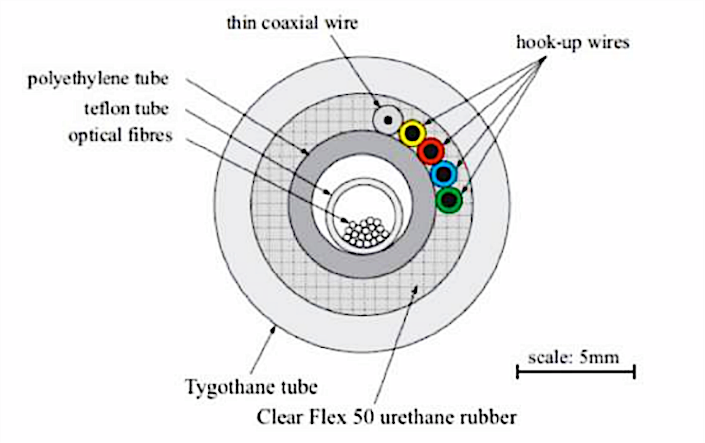 thin coaxial wire
hook-up wires
polyethylene tube
teflon tube
optical fibres
scale: 5mm
Tygothane tube
Clear Flex 50 urethane rubber